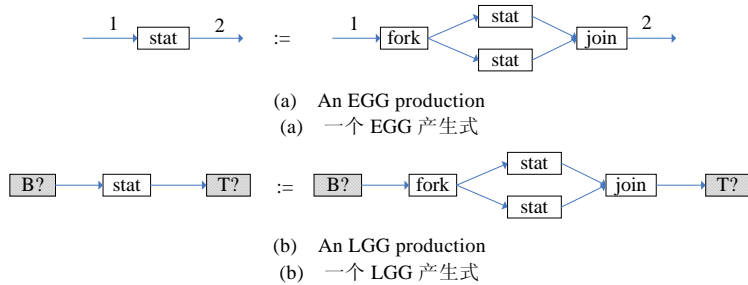 1 stat 2 := 1 fork stat stat join 2
(a) An EGG production
(a) 一个 EGG 产生式
B? stat T? := B? fork stat stat join T?
(b) An LGG production
(b) 一个 LGG 产生式